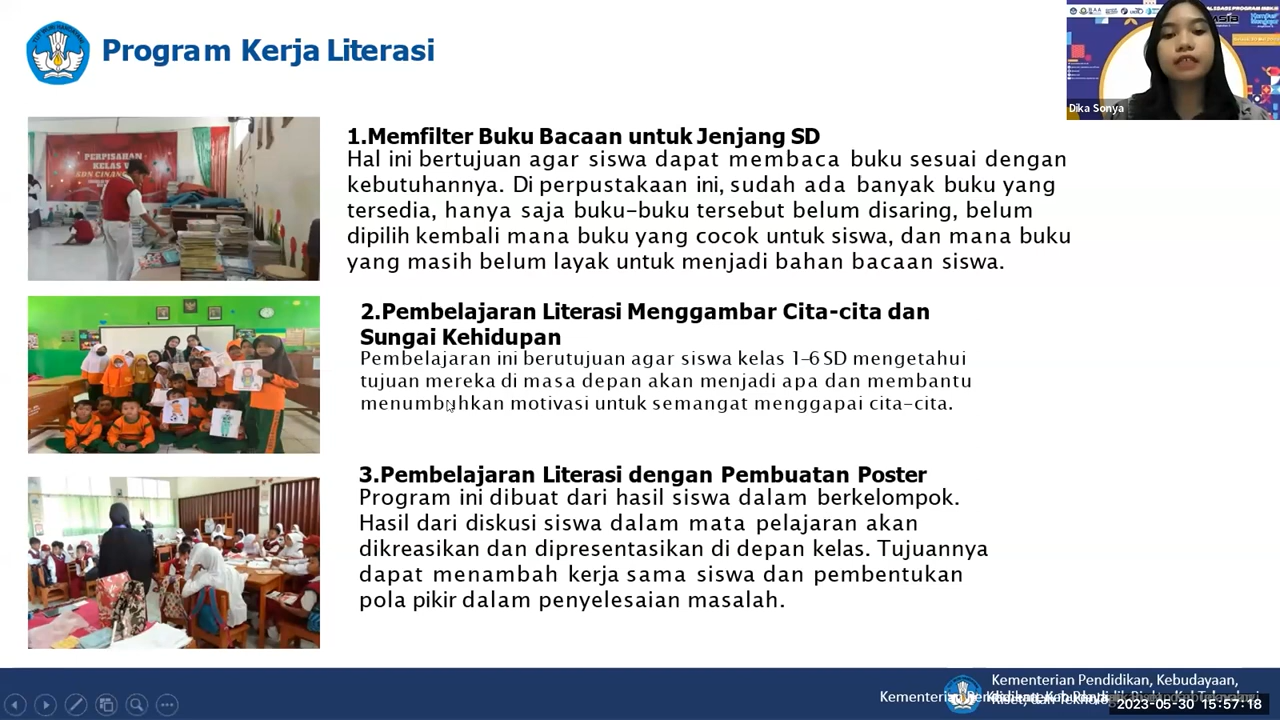 Program Kerja Literasi
Dika Sonya
PERPISAHAN
KELAS V
1.Memfilter Buku Bacaan untuk Jenjang SD
Hal ini bertujuan agar siswa dapat membaca buku sesuai dengan
kebutuhannya. Di perpustakaan ini, sudah ada banyak buku yang
tersedia, hanya saja buku-buku tersebut belum disaring, belum
dipilih kembali mana buku yang cocok untuk siswa, dan mana buku
yang masih belum layak untuk menjadi bahan bacaan siswa.
2.Pembelajaran Literasi Menggambar Cita-cita dan
Sungai Kehidupan
Pembelajaran ini berutujuan agar siswa kelas 1-6 SD mengetahui
tujuan mereka di masa depan akan menjadi apa dan membantu
menumbuhkan motivasi untuk semangat menggapai cita-cita.
3.Pembelajaran Literasi dengan Pembuatan Poster
Program ini dibuat dari hasil siswa dalam berkelompok.
Hasil dari diskusi siswa dalam mata pelajaran akan
dikreasikan dan dipresentasikan di depan kelas. Tujuannya
dapat menambah kerja sama siswa dan pembentukan
pola pikir dalam penyelesaian masalah.
Kementerian Pendidikan, Kebudayaan,
2023-05-30 15:57:18